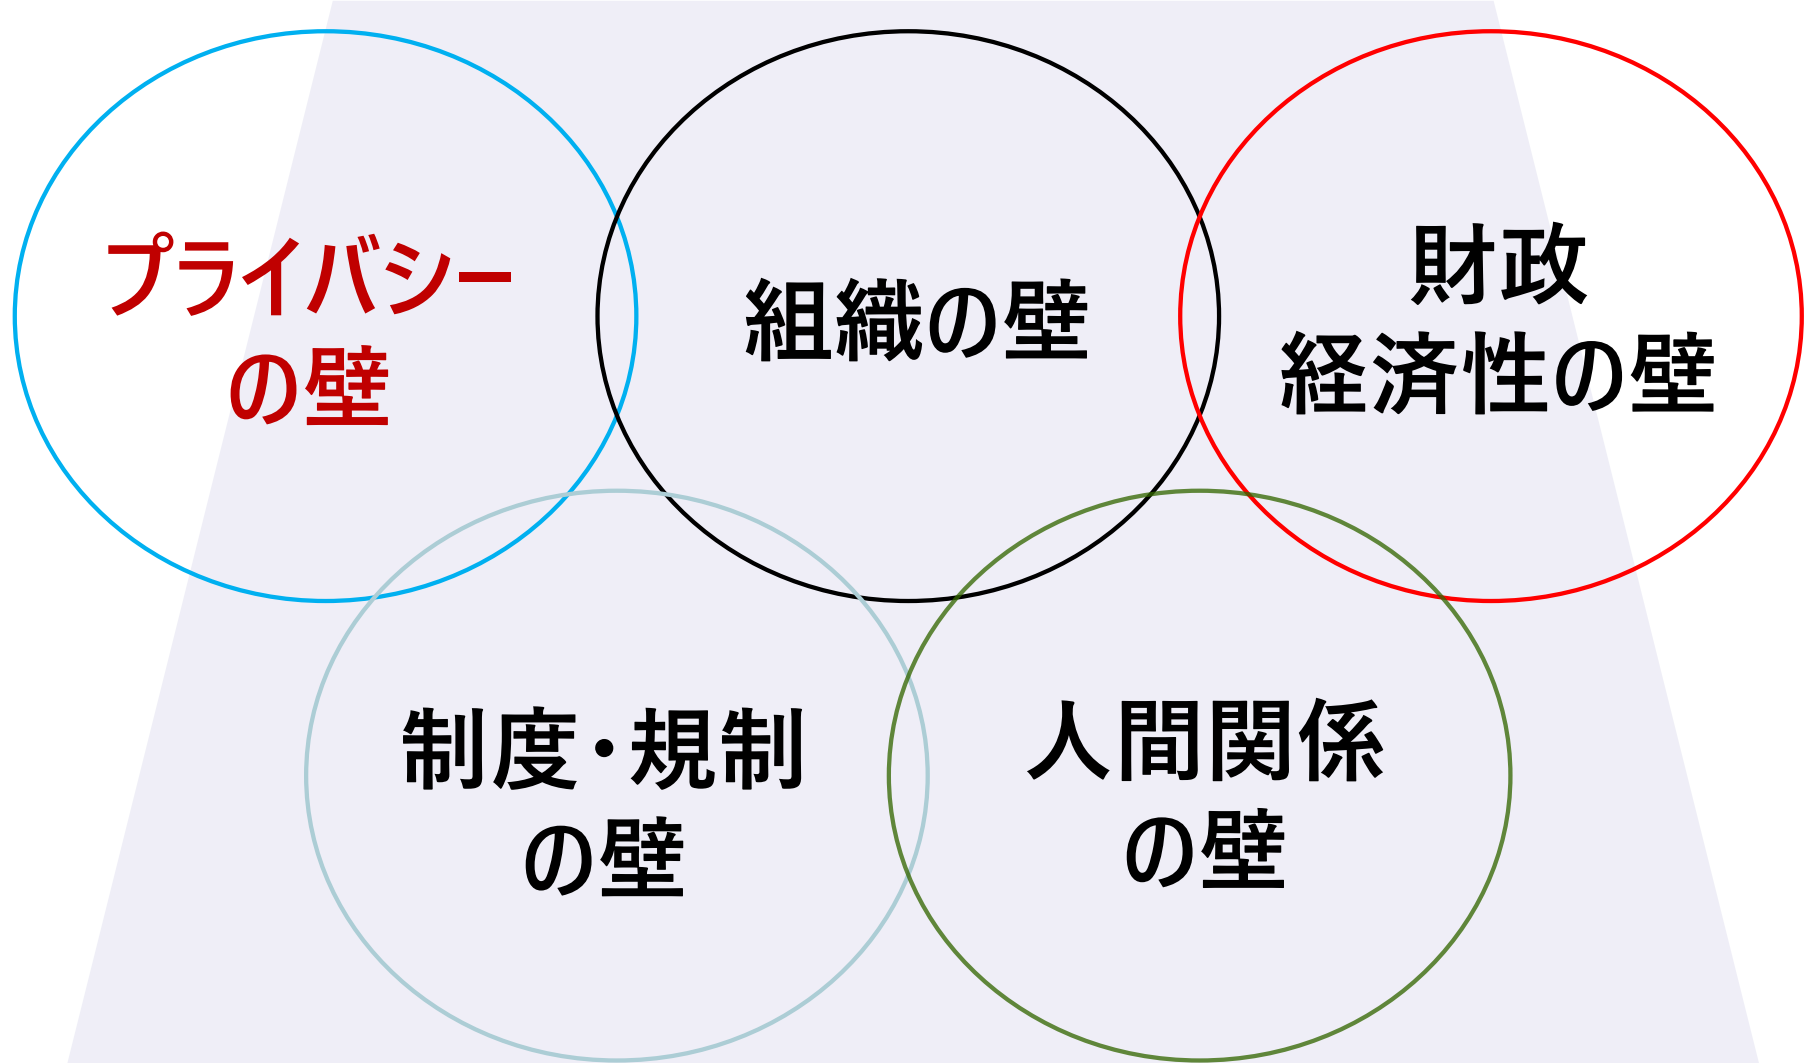 プライバシー
の壁
組織の壁
財政
経済性の壁
制度・規制
の壁
人間関係
の壁